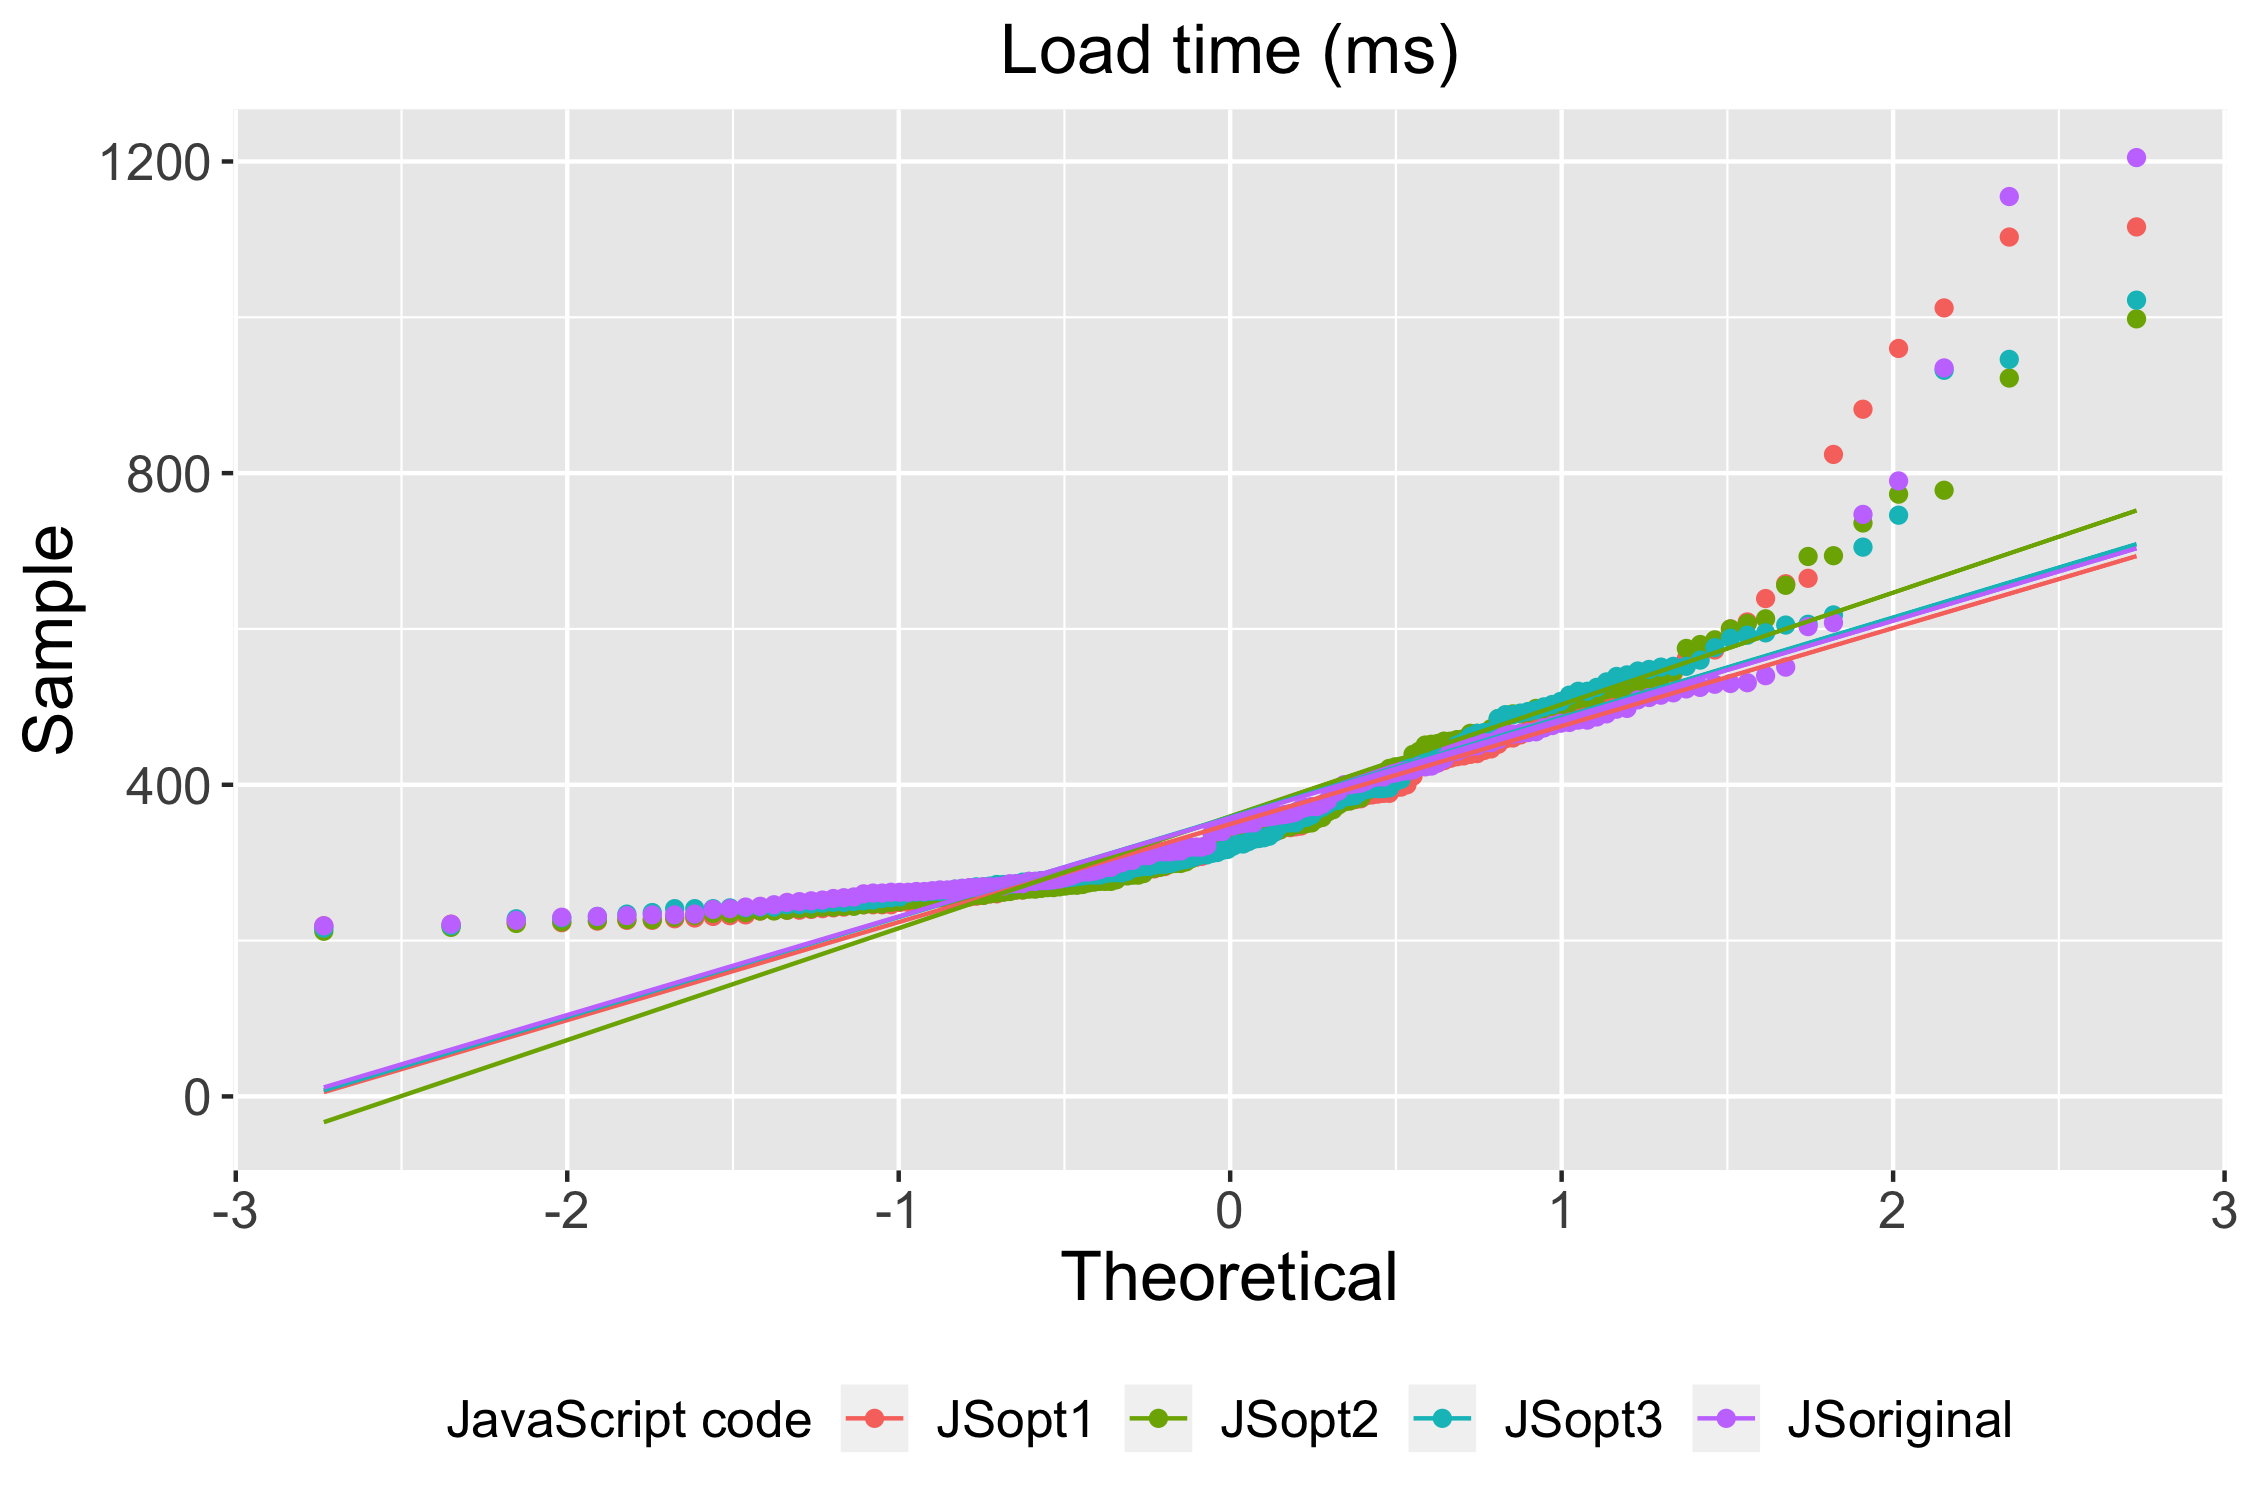 Load time (ms)
1200
800
400
0
Sample
-3 -2 -1 0 1 2 3
Theoretical
JavaScript code JSopt1 JSopt2 JSopt3 JSoriginal